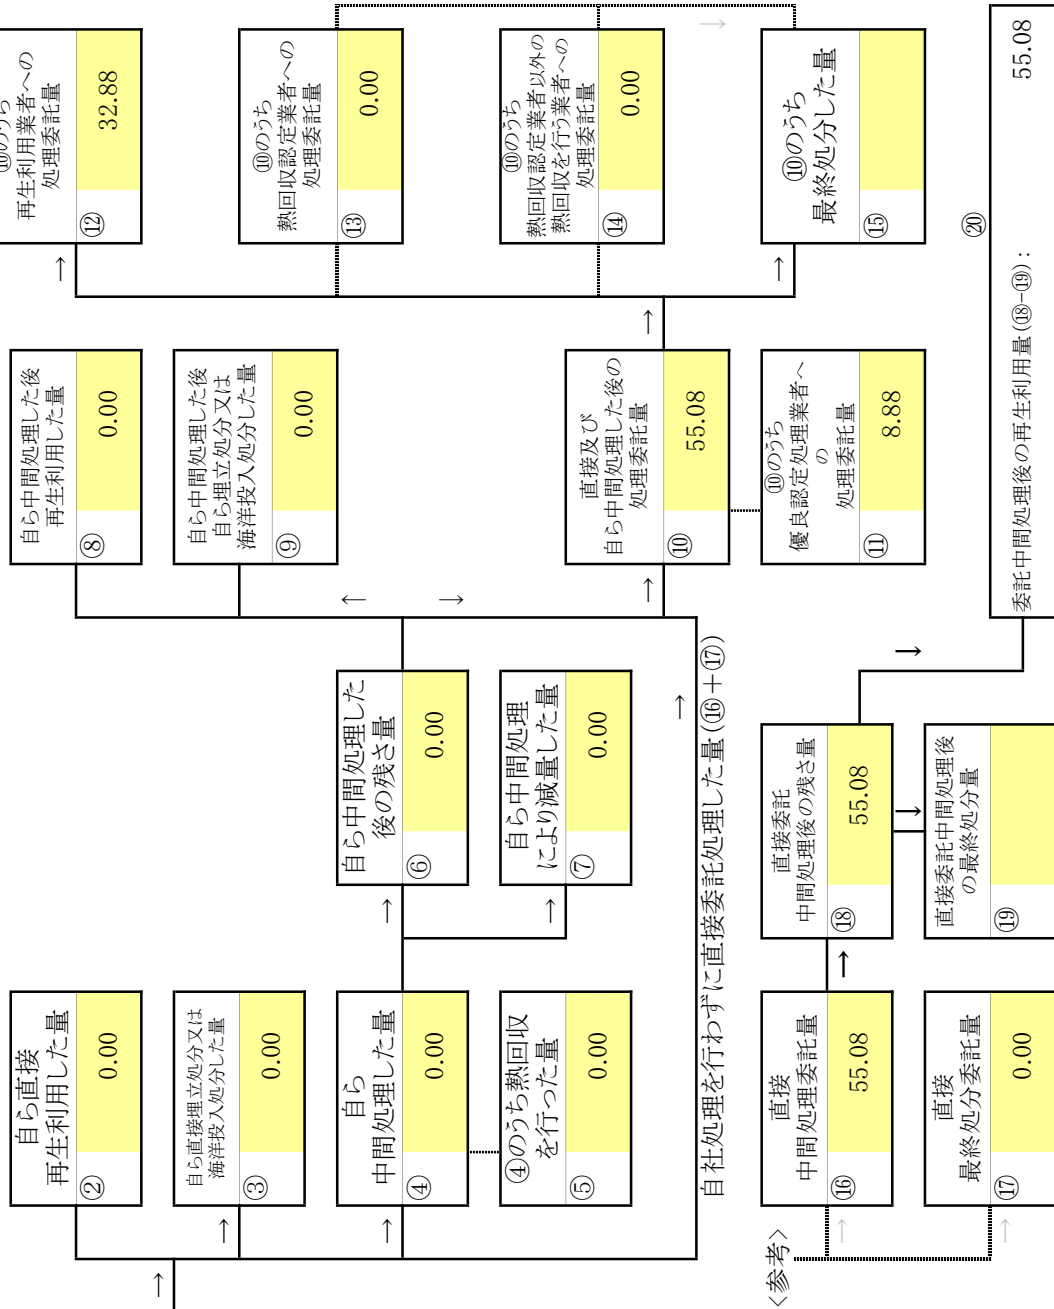 自ら直接
再生利用した量
②
0.00
自ら直接埋立処分又は
海洋投入処分した量
③
0.00
自ら
中間処理した量
④
0.00
④のうち熱回収
を行った量
⑤
0.00
自ら中間処理した
後の残さ量
⑥
0.00
自ら中間処理
により減量した量
⑦
0.00
自ら中間処理した後
再生利用した量
⑧
0.00
自ら中間処理した後
自ら埋立処分又は
海洋投入処分した量
⑨
0.00
直接及び
自ら中間処理した後の
処理委託量
⑩
55.08
⑩のうち
優良認定処理業者へ
の
処理委託量
⑪
8.88
⑩のうち
再生利用業者への
処理委託量
⑫
32.88
⑩のうち
熱回収認定業者への
処理委託量
⑬
0.00
⑩のうち
熱回収認定業者以外の
熱回収を行う業者への
処理委託量
⑭
0.00
⑩のうち
最終処分した量
⑮
自社処理を行わずに直接委託処理した量(⑯+⑰)
<参考>
直接
中間処理委託量
⑯
55.08
直接
最終処分委託量
⑰
0.00
直接委託
中間処理後の残さ量
⑱
55.08
直接委託中間処理後
の最終処分量
⑲
⑳
委託中間処理後の再生利用量(⑱-⑲): 55.08